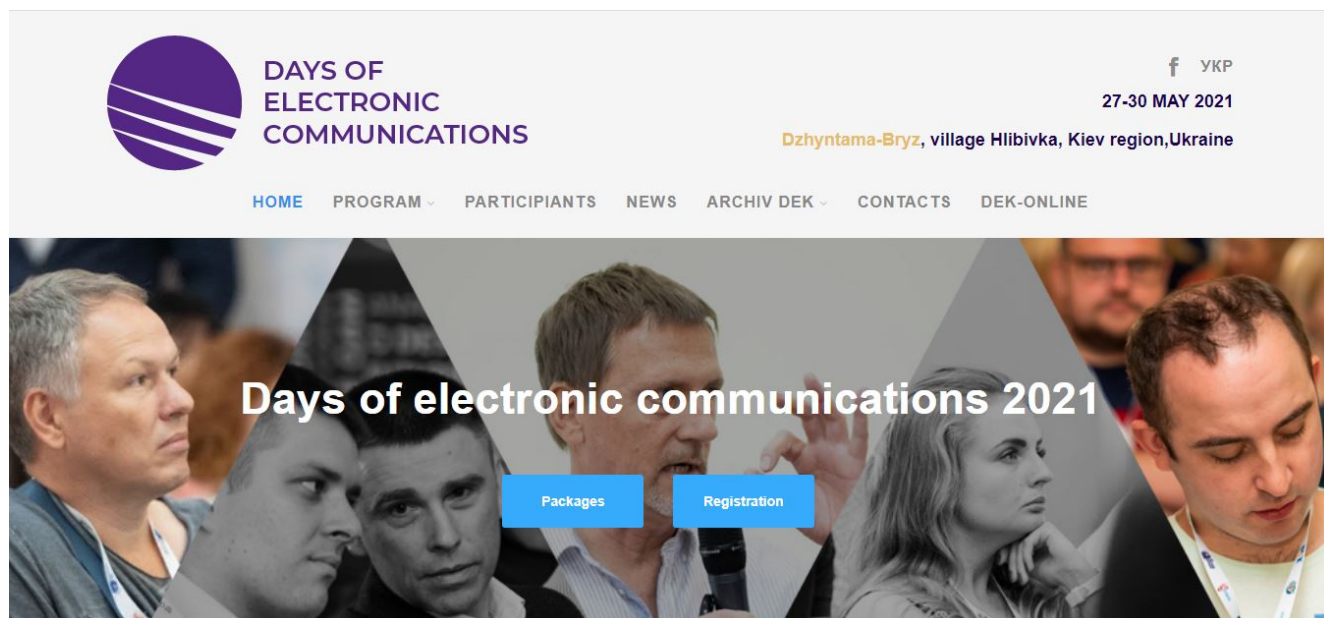 DAYS OF
ELECTRONIC
COMMUNICATIONS
f УКР
27-30 MAY 2021
Dzhyntama-Bryz, village Hlibivka, Kiev region,Ukraine
HOME PROGRAM PARTICIPIANTS NEWS ARCHIV DEK CONTACTS DEK-ONLINE
Days of electronic communications 2021
Packages Registration